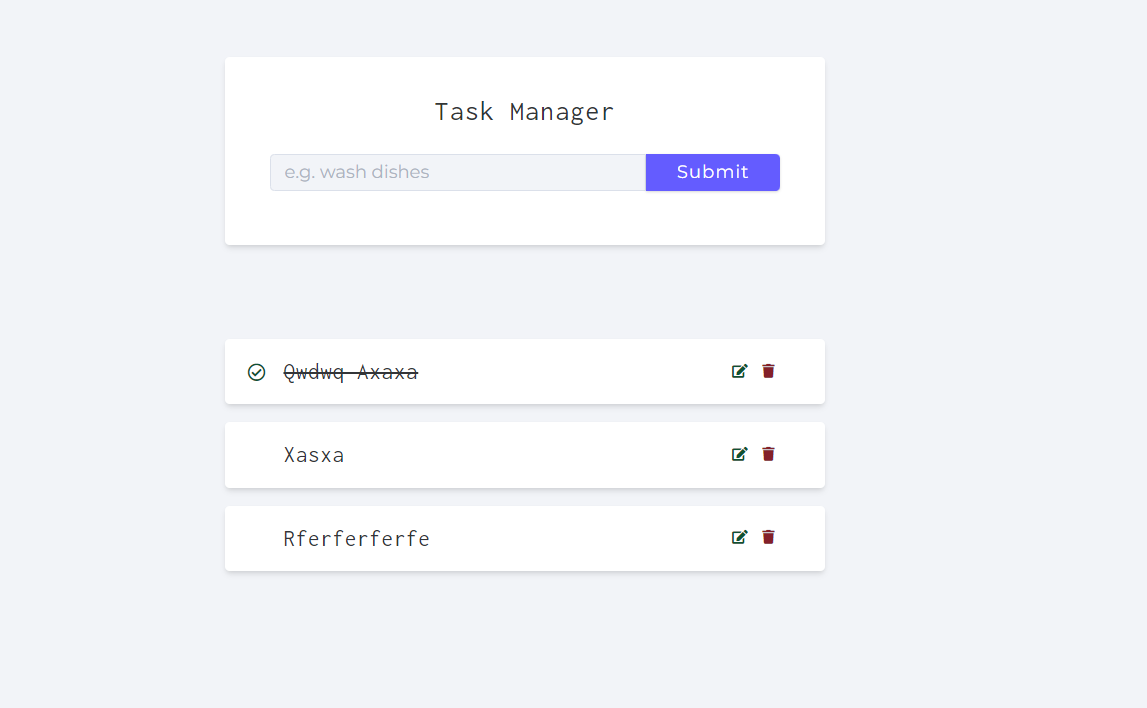 Task Manager
e.g. wash dishes
Submit
Qwdwq Axaxa
Xasxa
Rferferferfe